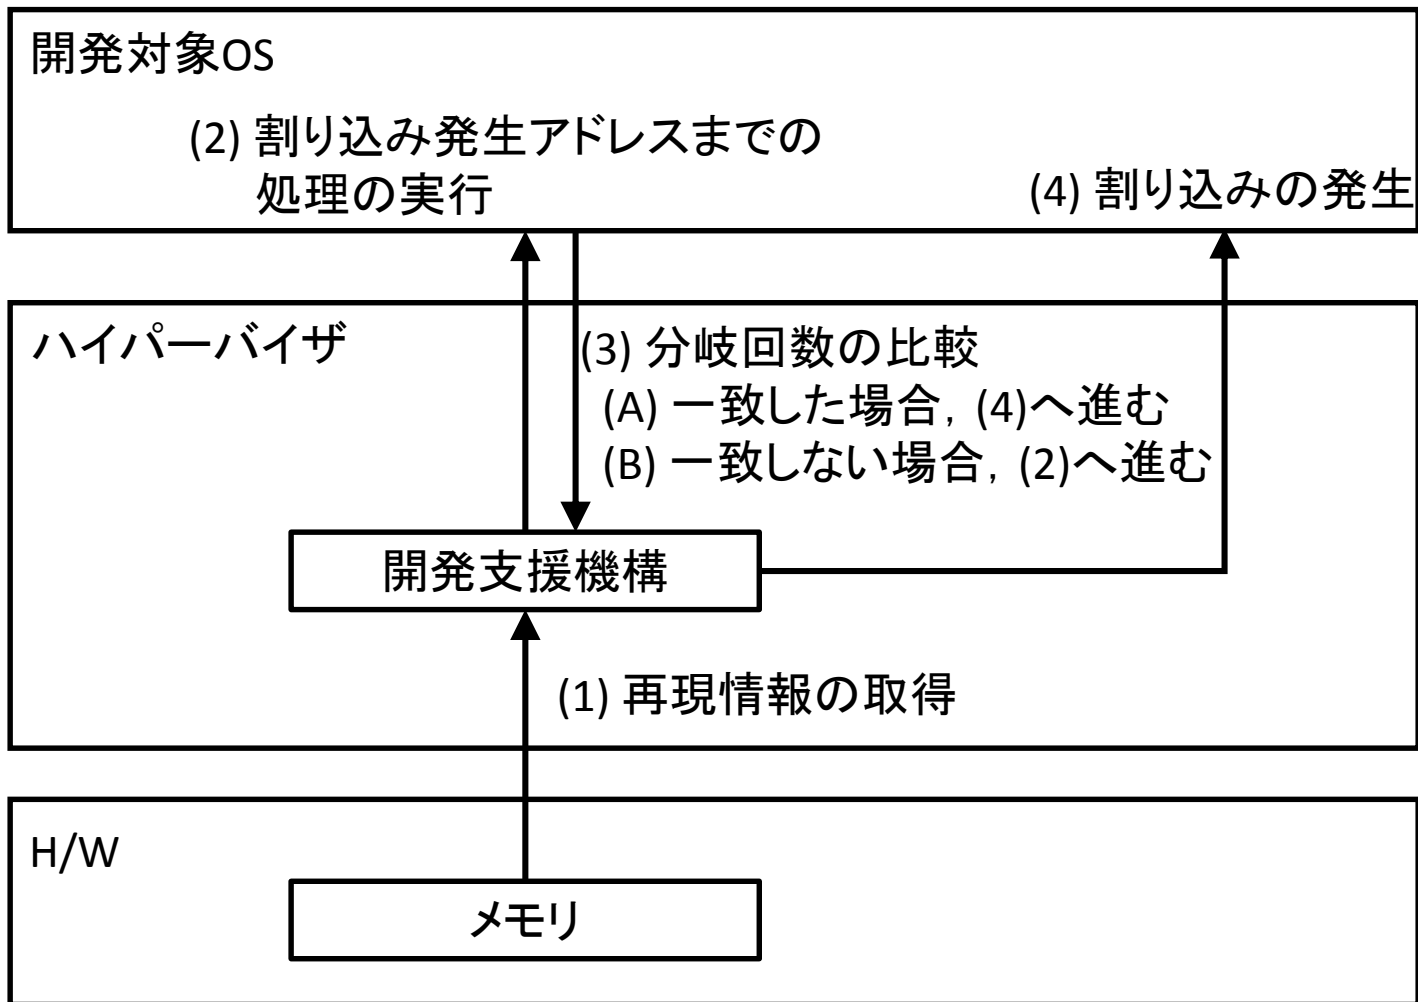 開発対象OS
(2) 割り込み発生アドレスまでの
処理の実行
(4) 割り込みの発生
ハイパーバイザ
(3) 分岐回数の比較
(A) 一致した場合，(4)へ進む
(B) 一致しない場合，(2)へ進む
開発支援機構
(1) 再現情報の取得
H/W
メモリ